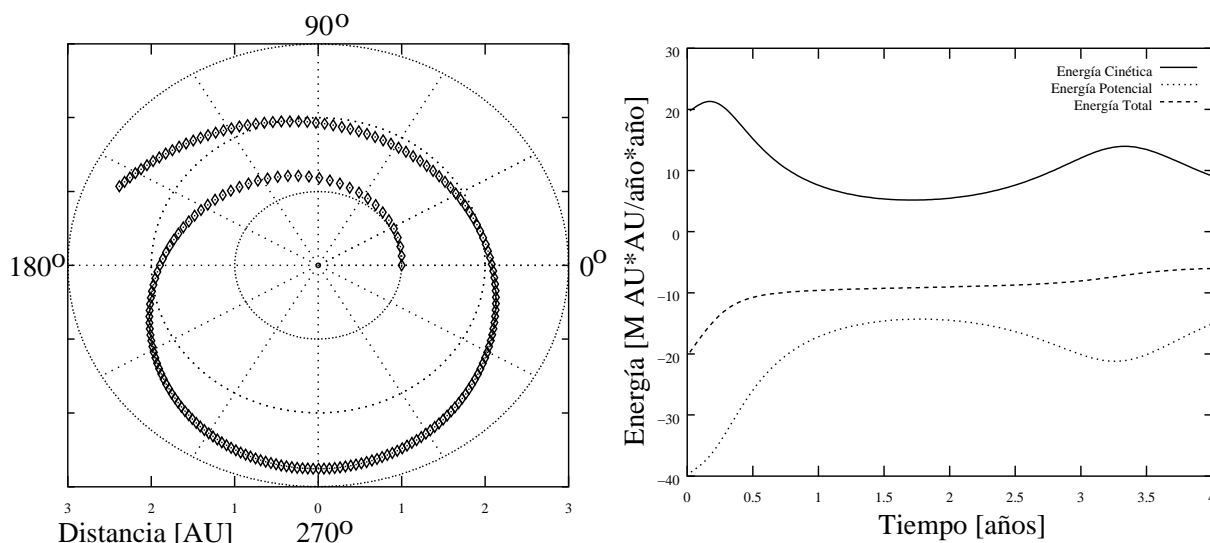 90º
180º
0º
3
2
1
0
1
2
3
Distancia [AU]
270º
Energía [M AU*AU/año*año]
30
20
10
0
−10
−20
−30
−40
Energía Cinética
Energía Potencial
Energía Total
0
0.5
1
1.5
2
2.5
3
3.5
4
Tiempo [años]